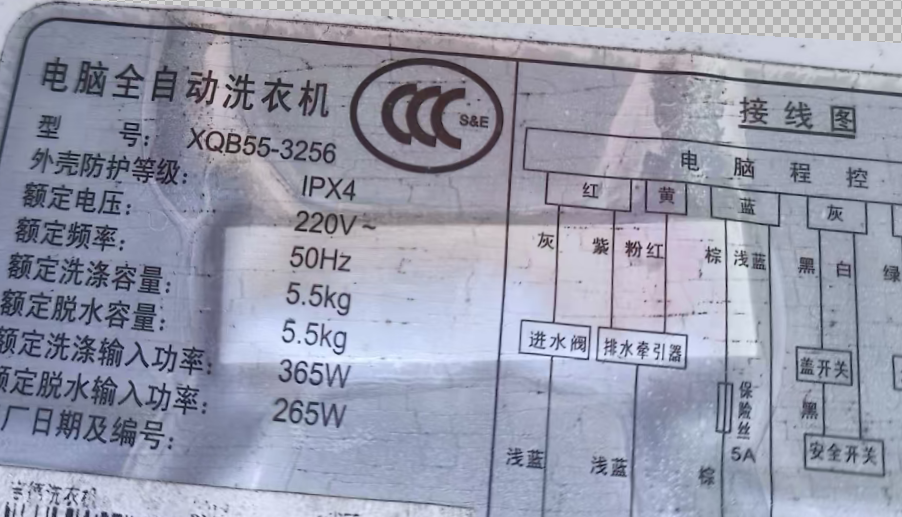 电脑全自动洗衣机
S&E
型 号: XQB55-3256
外壳防护等级: IPX4
额定电压: 220V~
额定频率: 50Hz
额定洗涤容量: 5.5kg
额定脱水容量: 5.5kg
额定洗涤输入功率: 365W
额定脱水输入功率: 265W
厂日期及编号:
洗衣机
接线图
电 脑 程 控
红 黄 蓝 灰
灰 紫 粉红 棕 浅蓝 黑 白 绿
进水阀 排水牵引器 盖开关
保险丝 黑
5A 安全开关
浅蓝 浅蓝 棕